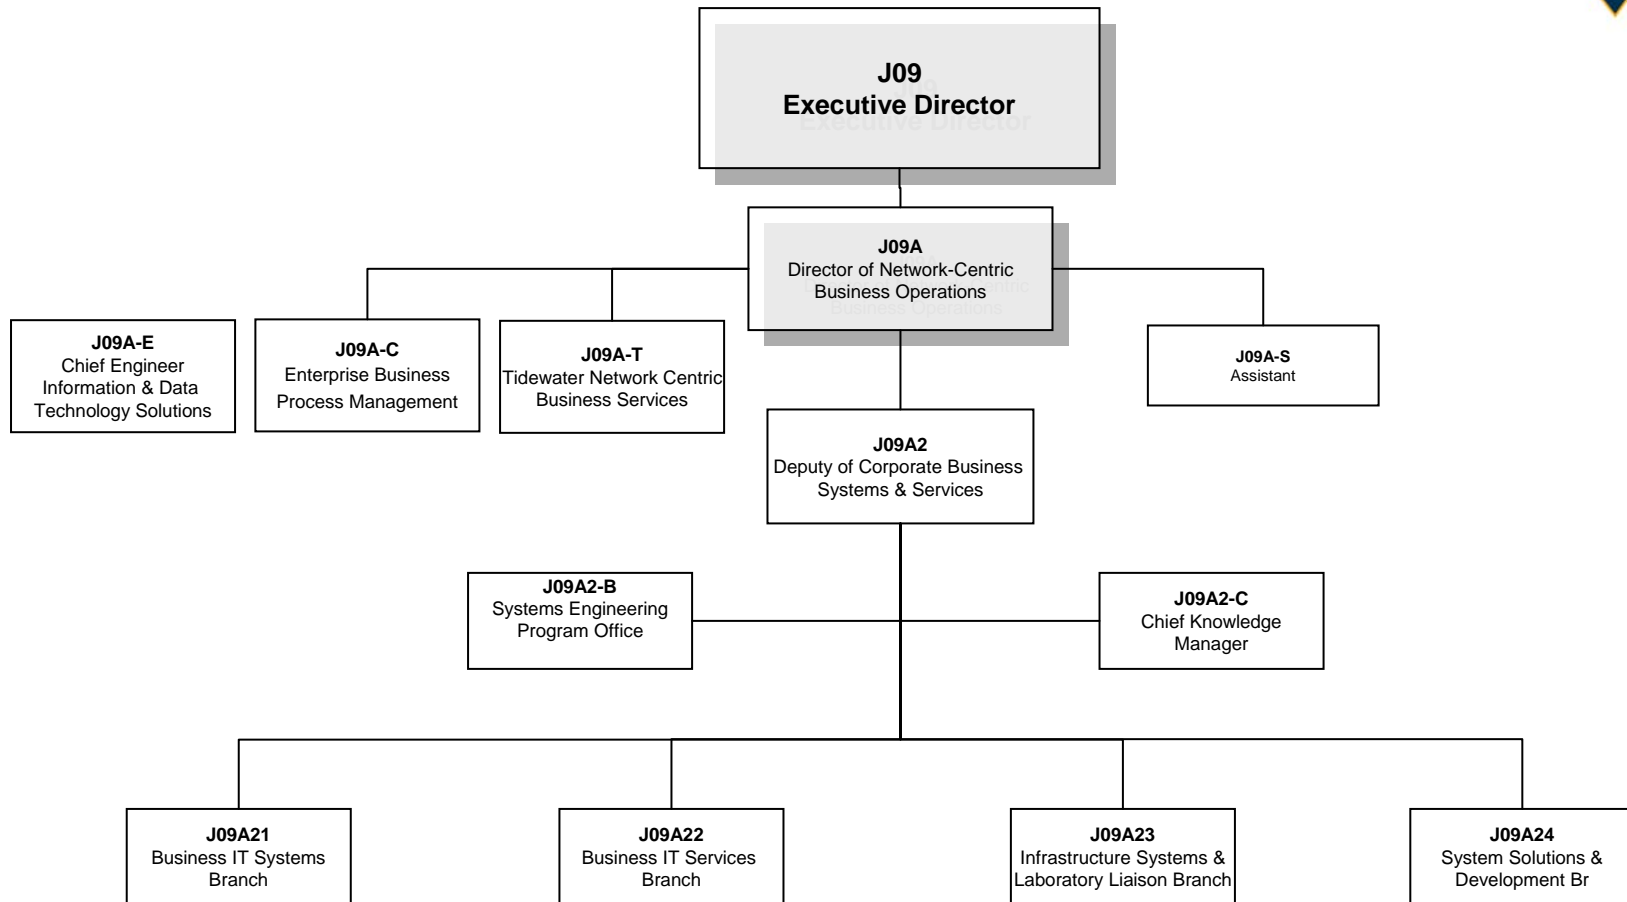 J09
Executive Director
J09A
Director of Network-Centric
Business Operations
J09A-E
Chief Engineer
Information & Data
Technology Solutions
J09A-C
Enterprise Business
Process Management
J09A-T
Tidewater Network Centric
Business Services
J09A-S
Assistant
J09A2
Deputy of Corporate Business
Systems & Services
J09A2-B
Systems Engineering
Program Office
J09A2-C
Chief Knowledge
Manager
J09A21
Business IT Systems
Branch
J09A22
Business IT Services
Branch
J09A23
Infrastructure Systems &
Laboratory Liaison Branch
J09A24
System Solutions &
Development Br